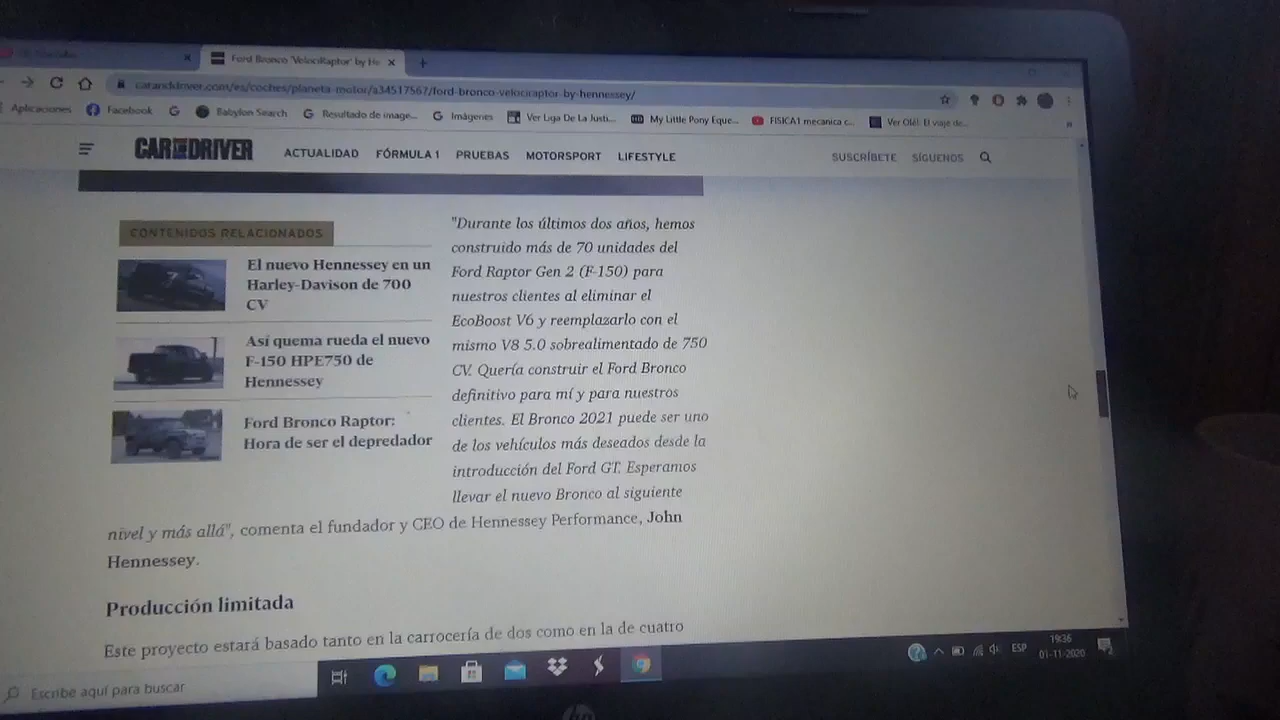 Ford Bronco 'VelociRaptor' by He
caranddriver.com/es/coches/planeta-motor/a34517567/ford-bronco-velociraptor-by-hennessey/
Aplicaciones Facebook Babylon Search Resultado de image... Imágenes Ver Liga De La Justi... My Little Pony Eque... FISICA1 mecanica c... Ver Olé!: El viaje de... »
CAR AND DRIVER ACTUALIDAD FÓRMULA 1 PRUEBAS MOTORSPORT LIFESTYLE SUSCRÍBETE SÍGUENOS
CONTENIDOS RELACIONADOS
El nuevo Hennessey en un
Harley-Davison de 700
CV
Así quema rueda el nuevo
F-150 HPE750 de
Hennessey
Ford Bronco Raptor:
Hora de ser el depredador
"Durante los últimos dos años, hemos
construido más de 70 unidades del
Ford Raptor Gen 2 (F-150) para
nuestros clientes al eliminar el
EcoBoost V6 y reemplazarlo con el
mismo V8 5.0 sobrealimentado de 750
CV. Quería construir el Ford Bronco
definitivo para mí y para nuestros
clientes. El Bronco 2021 puede ser uno
de los vehículos más deseados desde la
introducción del Ford GT. Esperamos
llevar el nuevo Bronco al siguiente
nivel y más allá", comenta el fundador y CEO de Hennessey Performance, John
Hennessey.
Producción limitada
Este proyecto estará basado tanto en la carrocería de dos como en la de cuatro
Escribe aquí para buscar
ESP
19:36
01-11-2020
hp